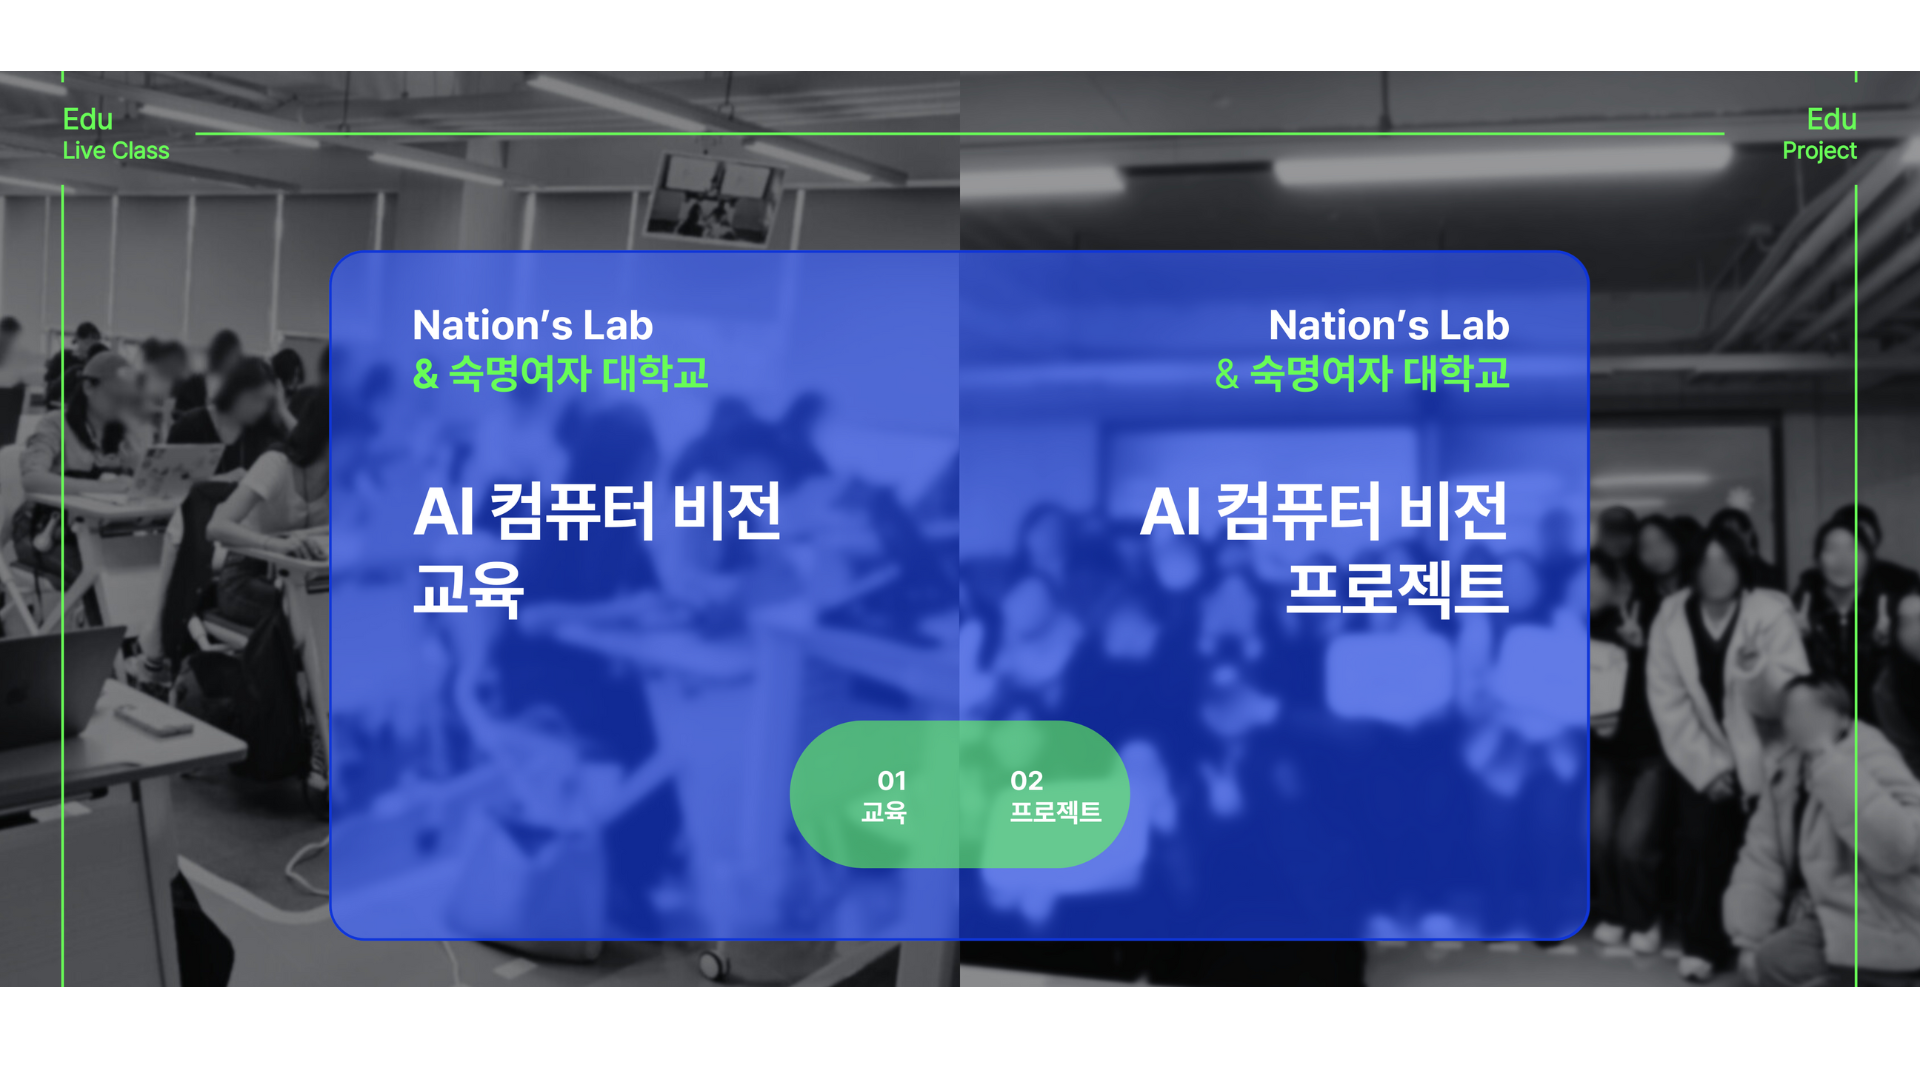 Edu
Live Class
Edu
Project
Nation’s Lab
& 숙명여자 대학교
AI 컴퓨터 비전
교육
Nation’s Lab
& 숙명여자 대학교
AI 컴퓨터 비전
프로젝트
01
교육
02
프로젝트